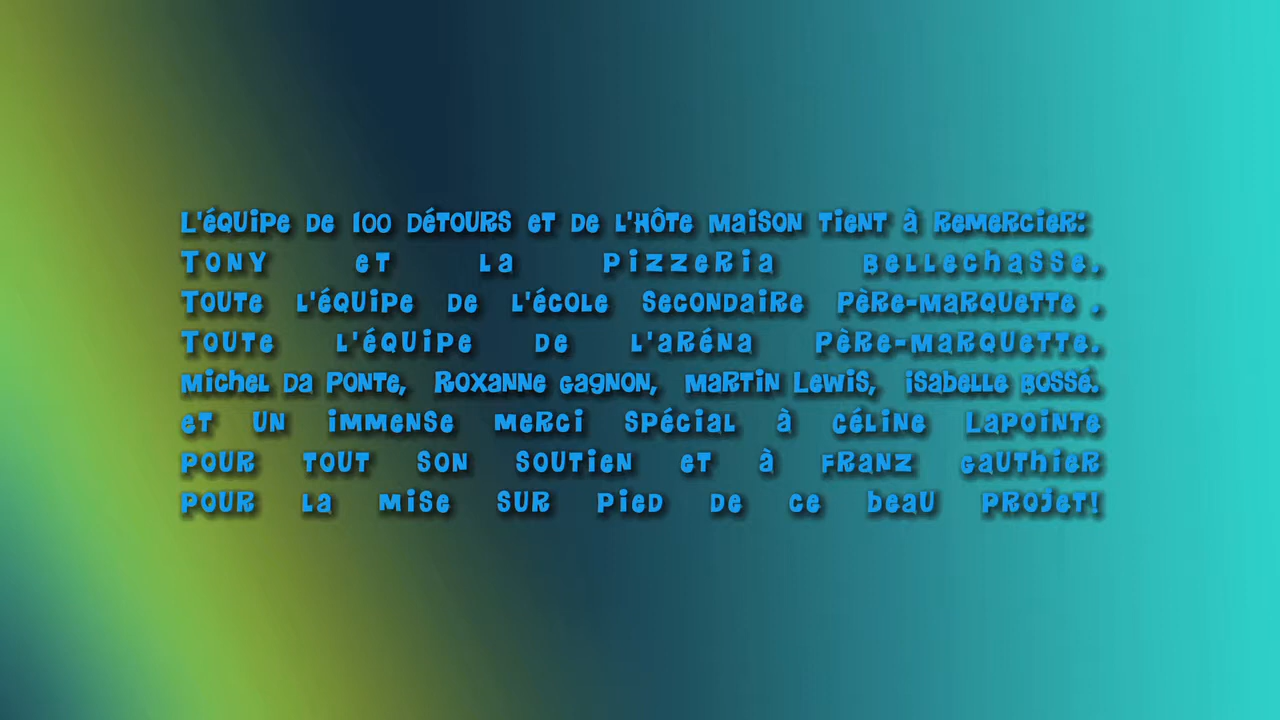 L'équipe de 100 Détours et de l'Hôte Maison tient à remercier:
Tony et la Pizzeria Bellechasse.
Toute l'équipe de l'école secondaire Père-Marquette .
Toute l'équipe de l'aréna Père-Marquette.
Michel Da Ponte, Roxanne Gagnon, Martin Lewis, Isabelle Bossé.
et un immense merci spécial à Céline Lapointe
pour tout son soutien et à Franz Gauthier
pour la mise sur pied de ce beau projet!